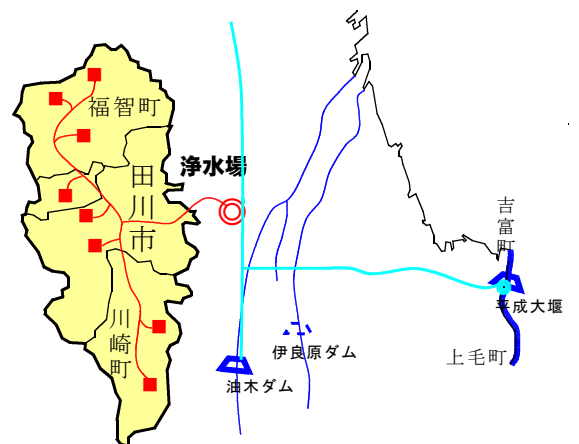 福智町
浄水場
田川市
吉富町
平成大堰
川崎町
伊良原ダム
上毛町
油木ダム